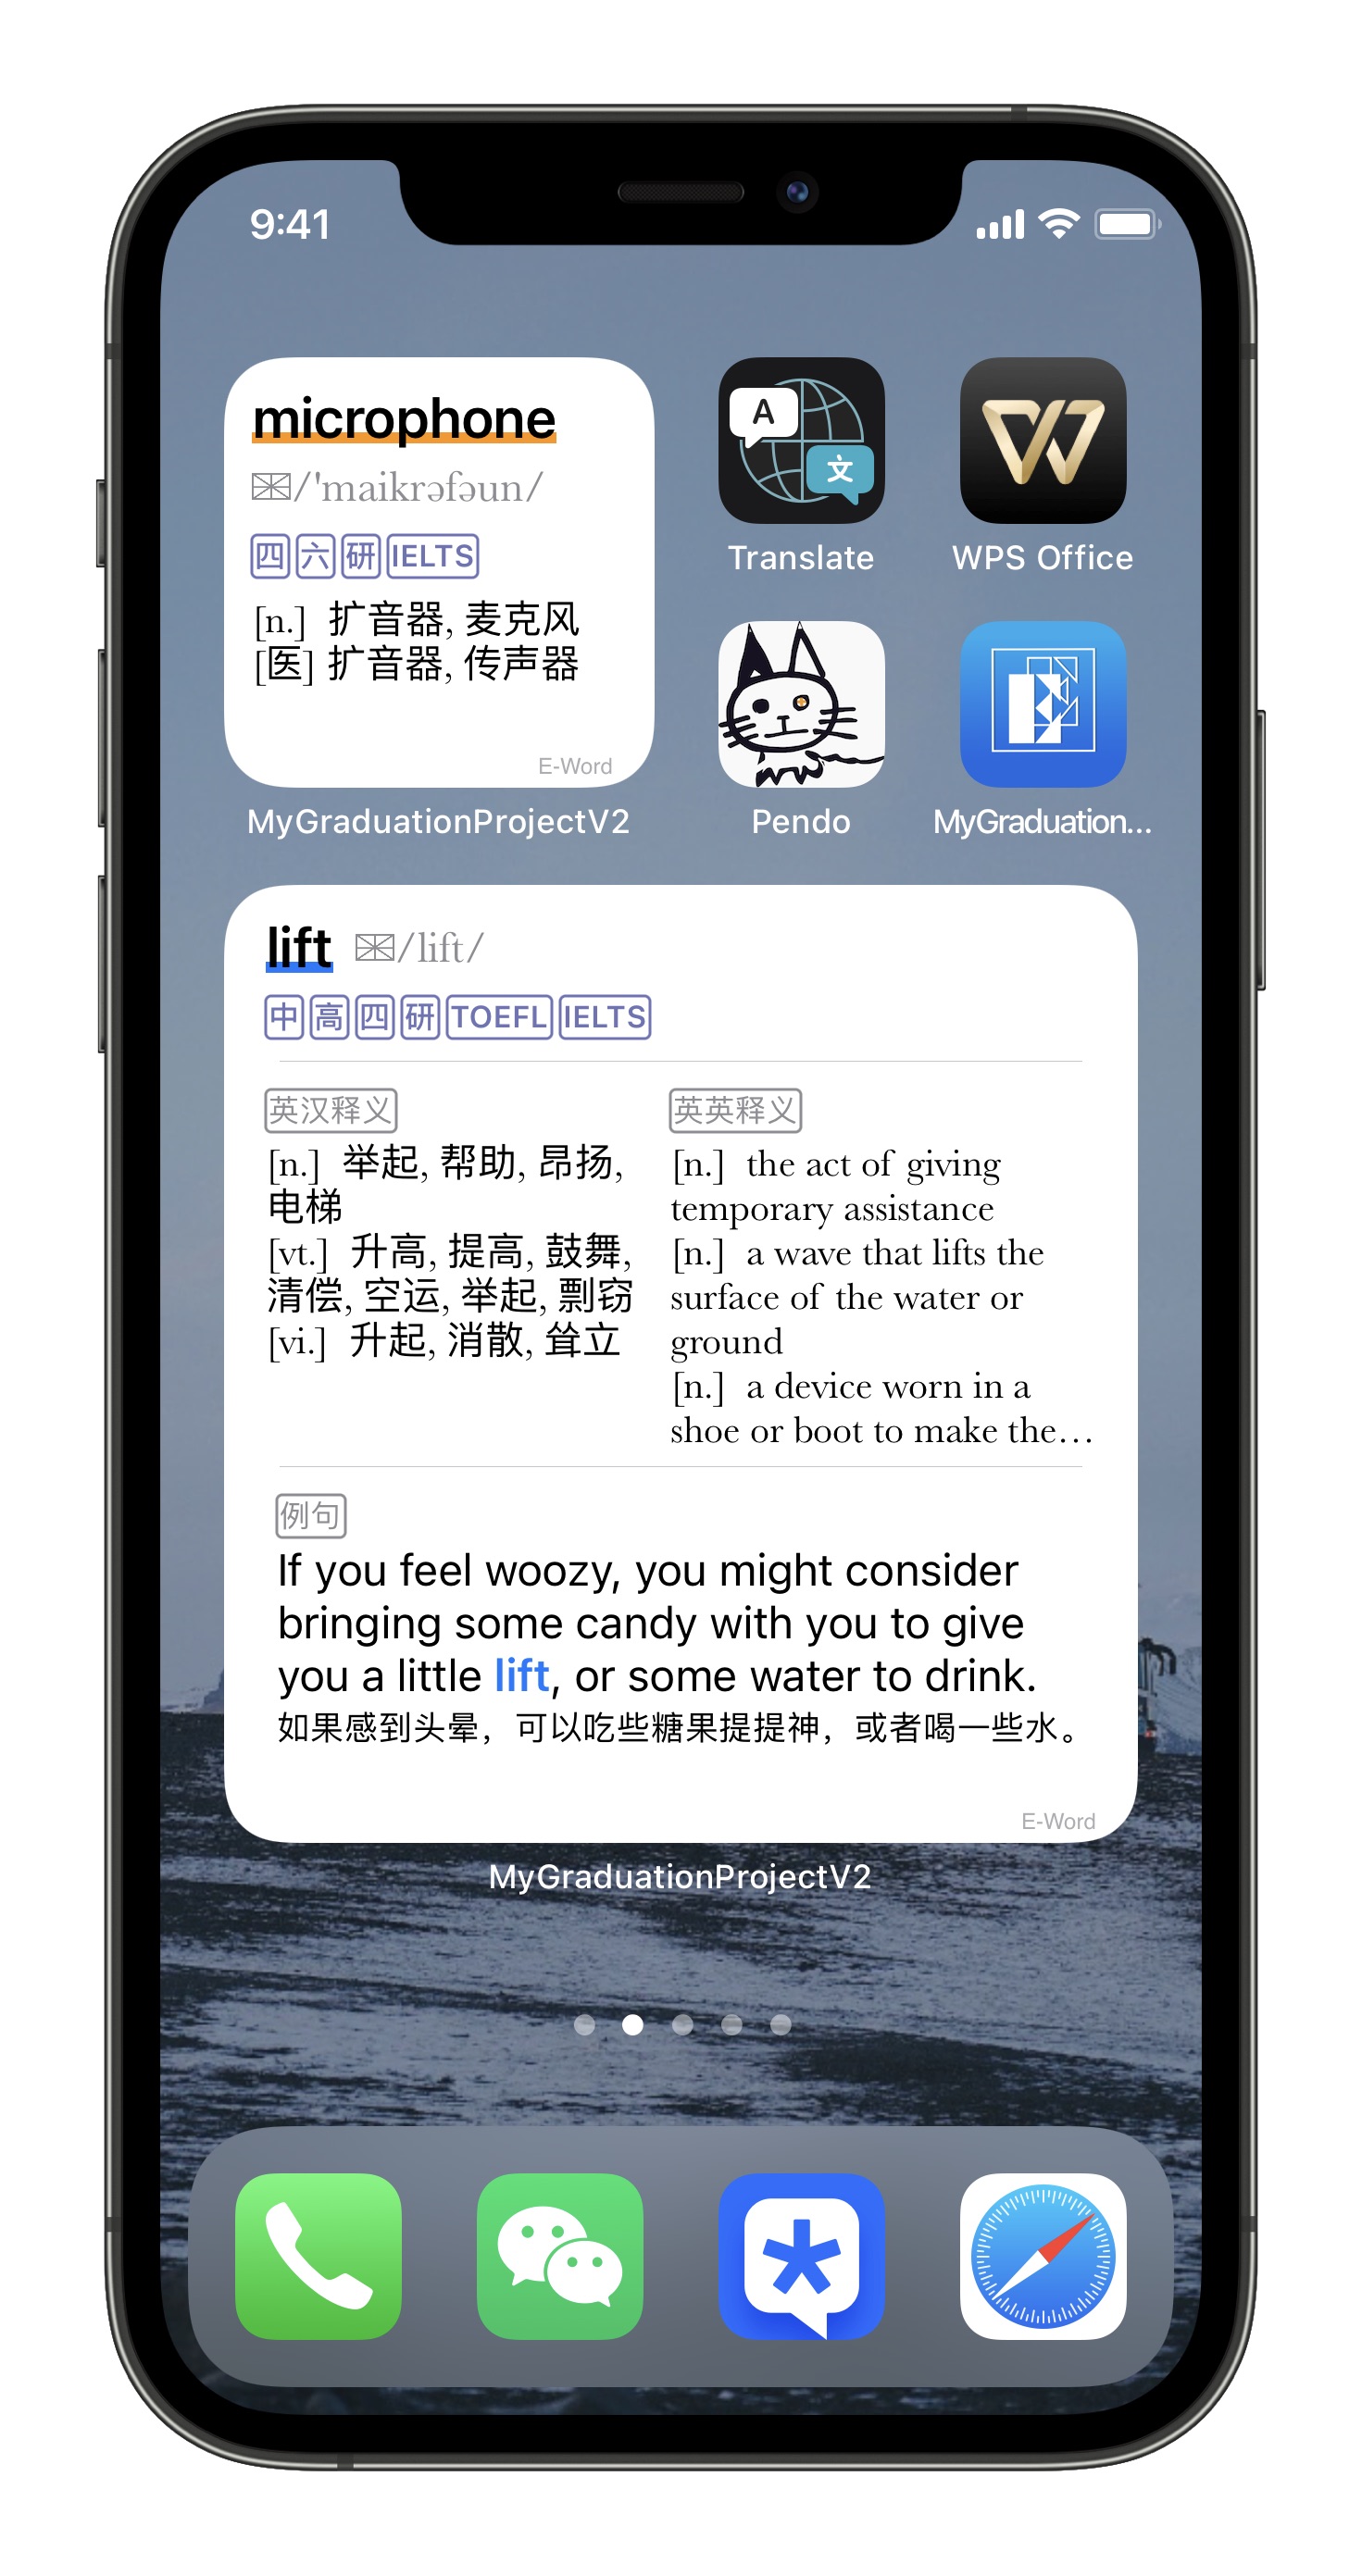 9:41
microphone
/'maikrəfəun/
四 六 研 IELTS
[n.] 扩音器, 麦克风
[医] 扩音器, 传声器
E-Word
MyGraduationProjectV2
A
文
Translate
WPS Office
Pendo
MyGraduation...
lift /lift/
中 高 四 研 TOEFL IELTS
英汉释义
[n.] 举起, 帮助, 昂扬,
电梯
[vt.] 升高, 提高, 鼓舞,
清偿, 空运, 举起, 剽窃
[vi.] 升起, 消散, 耸立
英英释义
[n.] the act of giving
temporary assistance
[n.] a wave that lifts the
surface of the water or
ground
[n.] a device worn in a
shoe or boot to make the…
例句
If you feel woozy, you might consider
bringing some candy with you to give
you a little lift, or some water to drink.
如果感到头晕，可以吃些糖果提提神，或者喝一些水。
E-Word
MyGraduationProjectV2